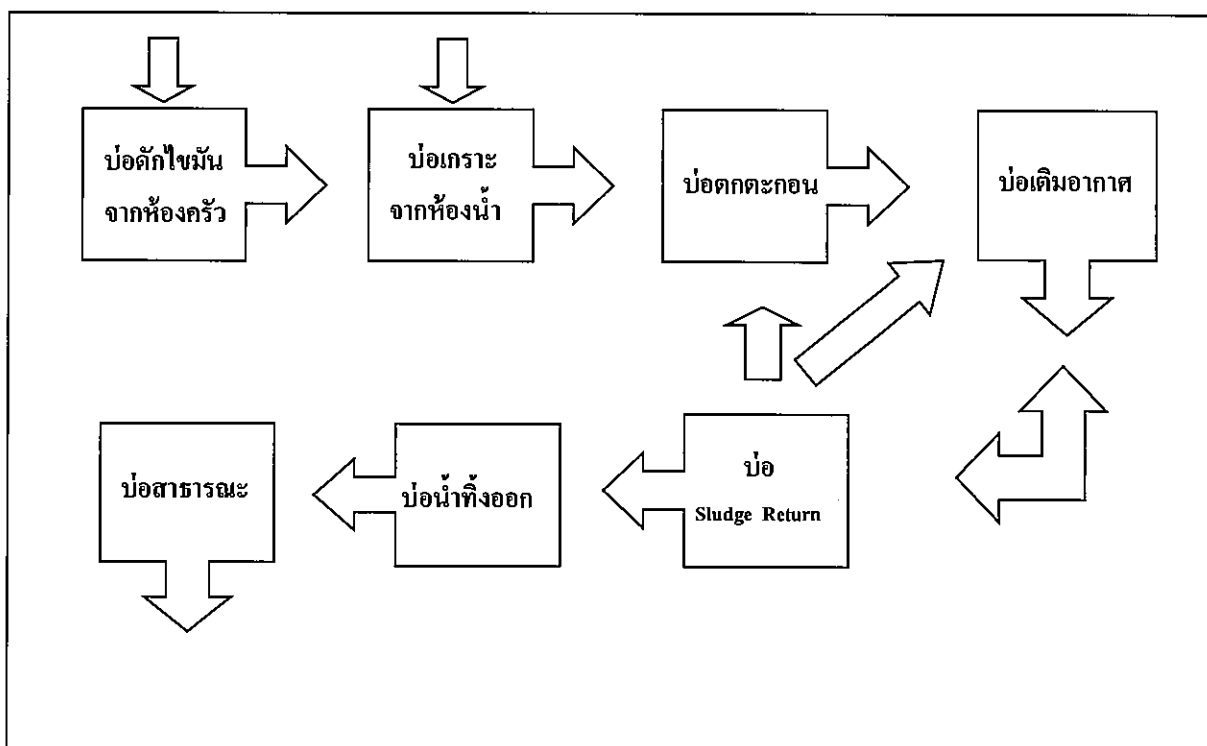 บ่อดักไขมัน
จากห้องครัว
บ่อเกราะ
จากห้องน้ำ
บ่อตกตะกอน
บ่อเติมอากาศ
บ่อสาธารณะ
บ่อน้ำทิ้งออก
บ่อ
Sludge Return